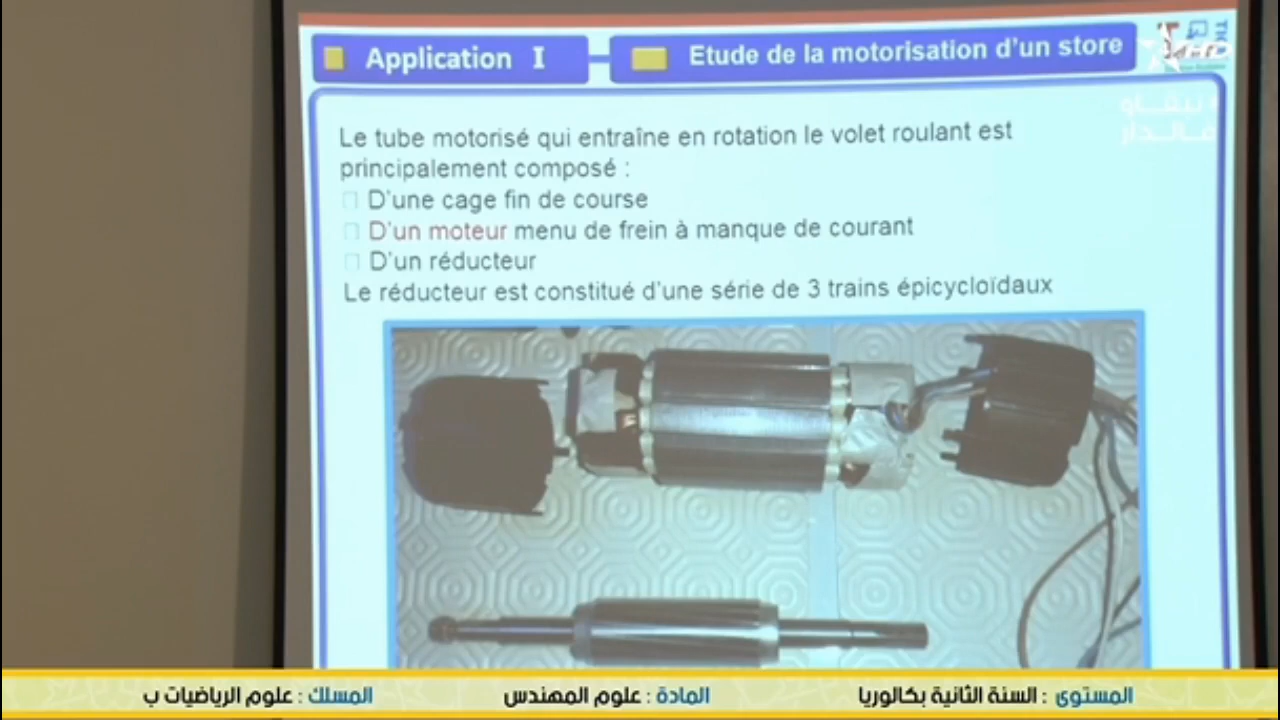 Application I
Etude de la motorisation d'un store
HD
Le tube motorisé qui entraîne en rotation le volet roulant est
principalement composé :
D'une cage fin de course
D'un moteur menu de frein à manque de courant
D'un réducteur
Le réducteur est constitué d'une série de 3 trains épicycloïdaux
المستوى : السنة الثانية بكالوريا
المادة : علوم المهندس
المسلك : علوم الرياضيات ب